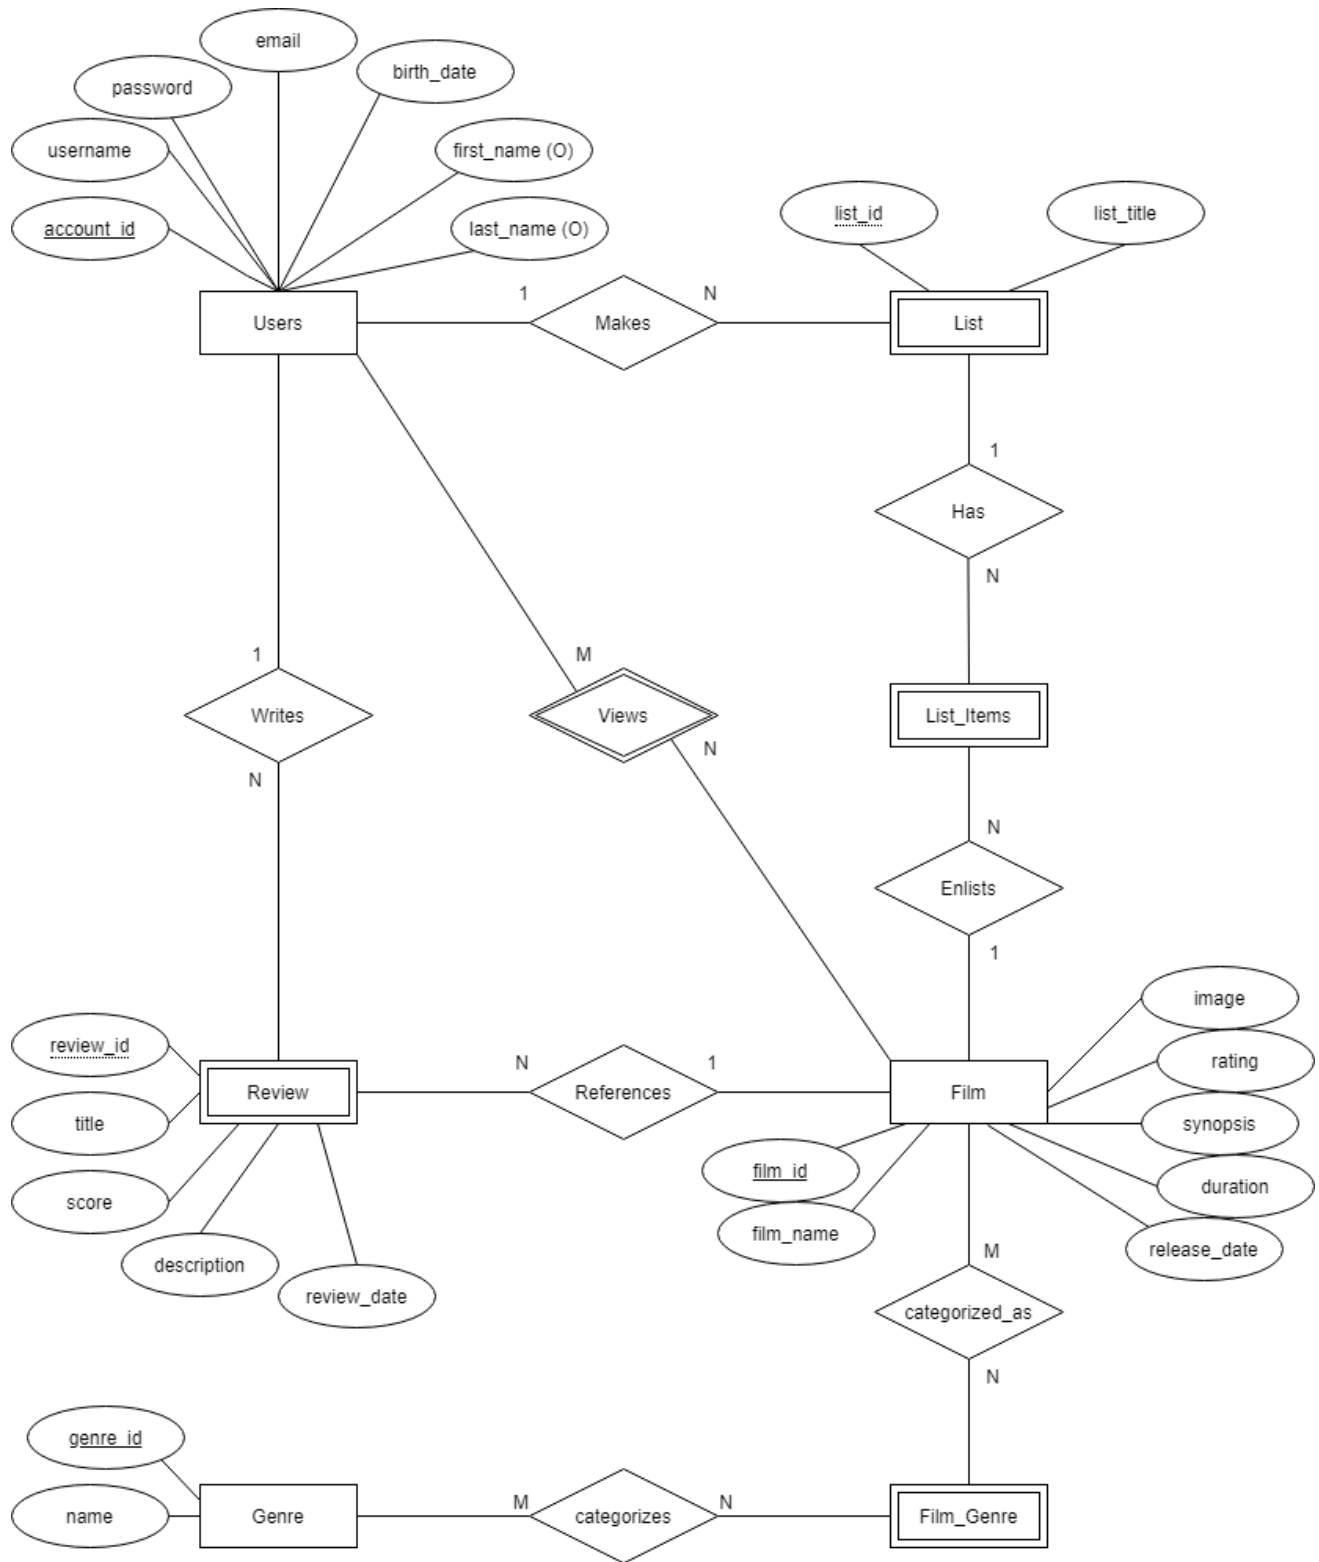 email
birth_date
password
username
first_name (O)
account_id
last_name (O)
list_id
list_title
Users
1
Makes
N
List
1
Has
N
1
Writes
N
M
Views
N
List_Items
N
Enlists
1
image
rating
synopsis
duration
release_date
review_id
title
score
description
review_date
Review
N
References
1
Film
film_id
film_name
M
categorized_as
N
genre_id
name
Genre
M
categorizes
N
Film_Genre